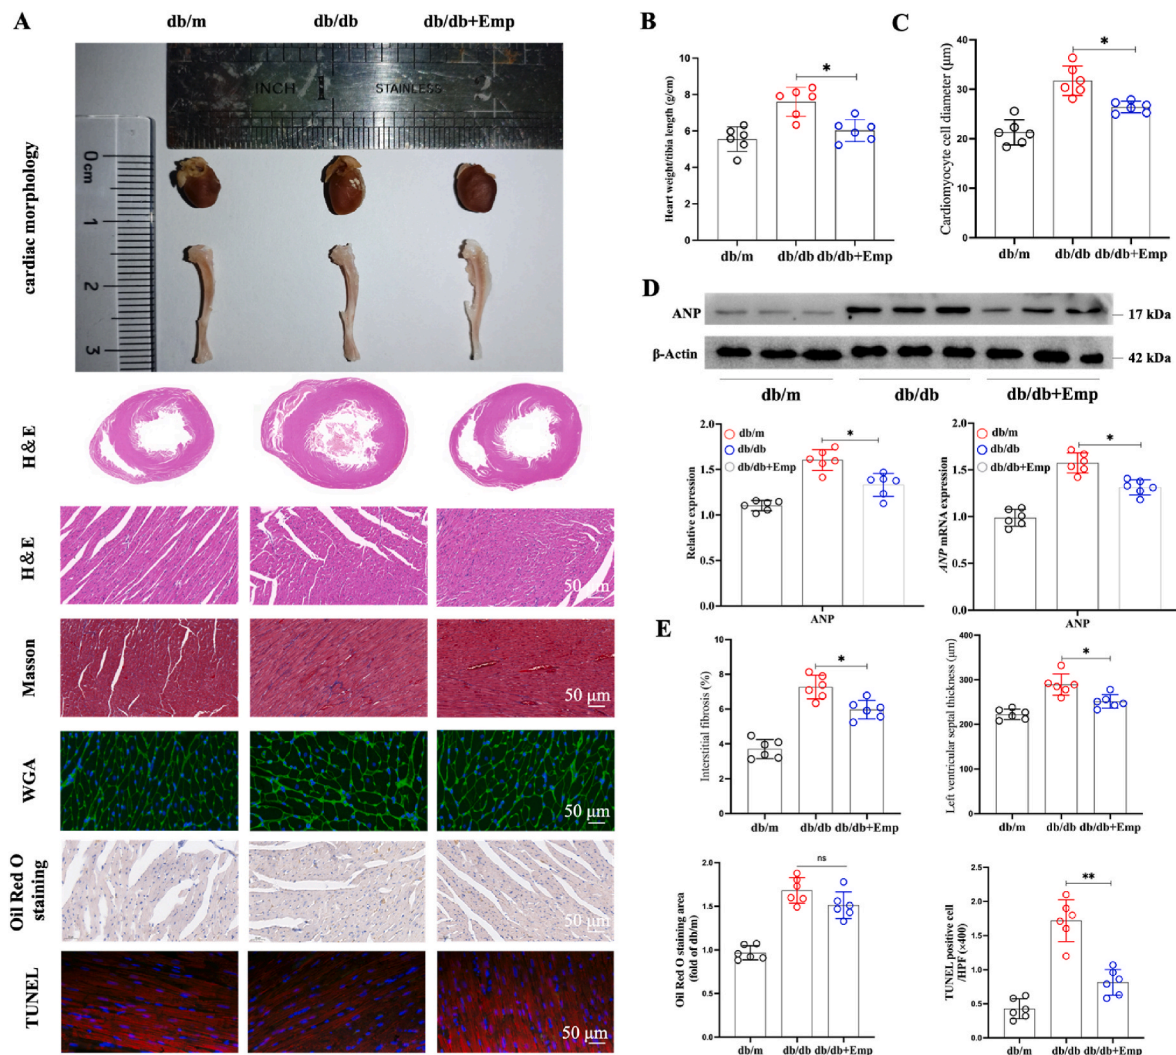 A
db/m
db/db
db/db+Emp
INCH
1
STAINLESS
2
0
cm
1
2
3
cardiac morphology
H&E
H&E
50 μm
Masson
50 μm
WGA
50 μm
Oil Red O
staining
50 μm
TUNEL
50 μm
B
Heart weight/tibia length (g/cm)
10
8
6
4
2
0
*
db/m
db/db
db/db+Emp
C
Cardiomyocyte cell diameter (μm)
40
30
20
10
0
*
db/m
db/db
db/db+Emp
D
ANP
17 kDa
β-Actin
42 kDa
db/m
db/db
db/db+Emp
Relative expression
2.0
1.5
1.0
0.5
0.0
db/m
db/db
db/db+Emp
*
ANP
ANP mRNA expression
2.0
1.5
1.0
0.5
0.0
db/m
db/db
db/db+Emp
*
ANP
E
Interstitial fibrosis (%)
10
8
6
4
2
0
*
db/m
db/db
db/db+Emp
Left ventricular septal thickness (μm)
400
300
200
100
0
*
db/m
db/db
db/db+Emp
Oil Red O staining area
(fold of db/m)
2.0
1.5
1.0
0.5
0.0
ns
db/m
db/db
db/db+Emp
TUNEL positive cell
/HPF (×400)
2.5
2.0
1.5
1.0
0.5
0.0
**
db/m
db/db
db/db+Emp